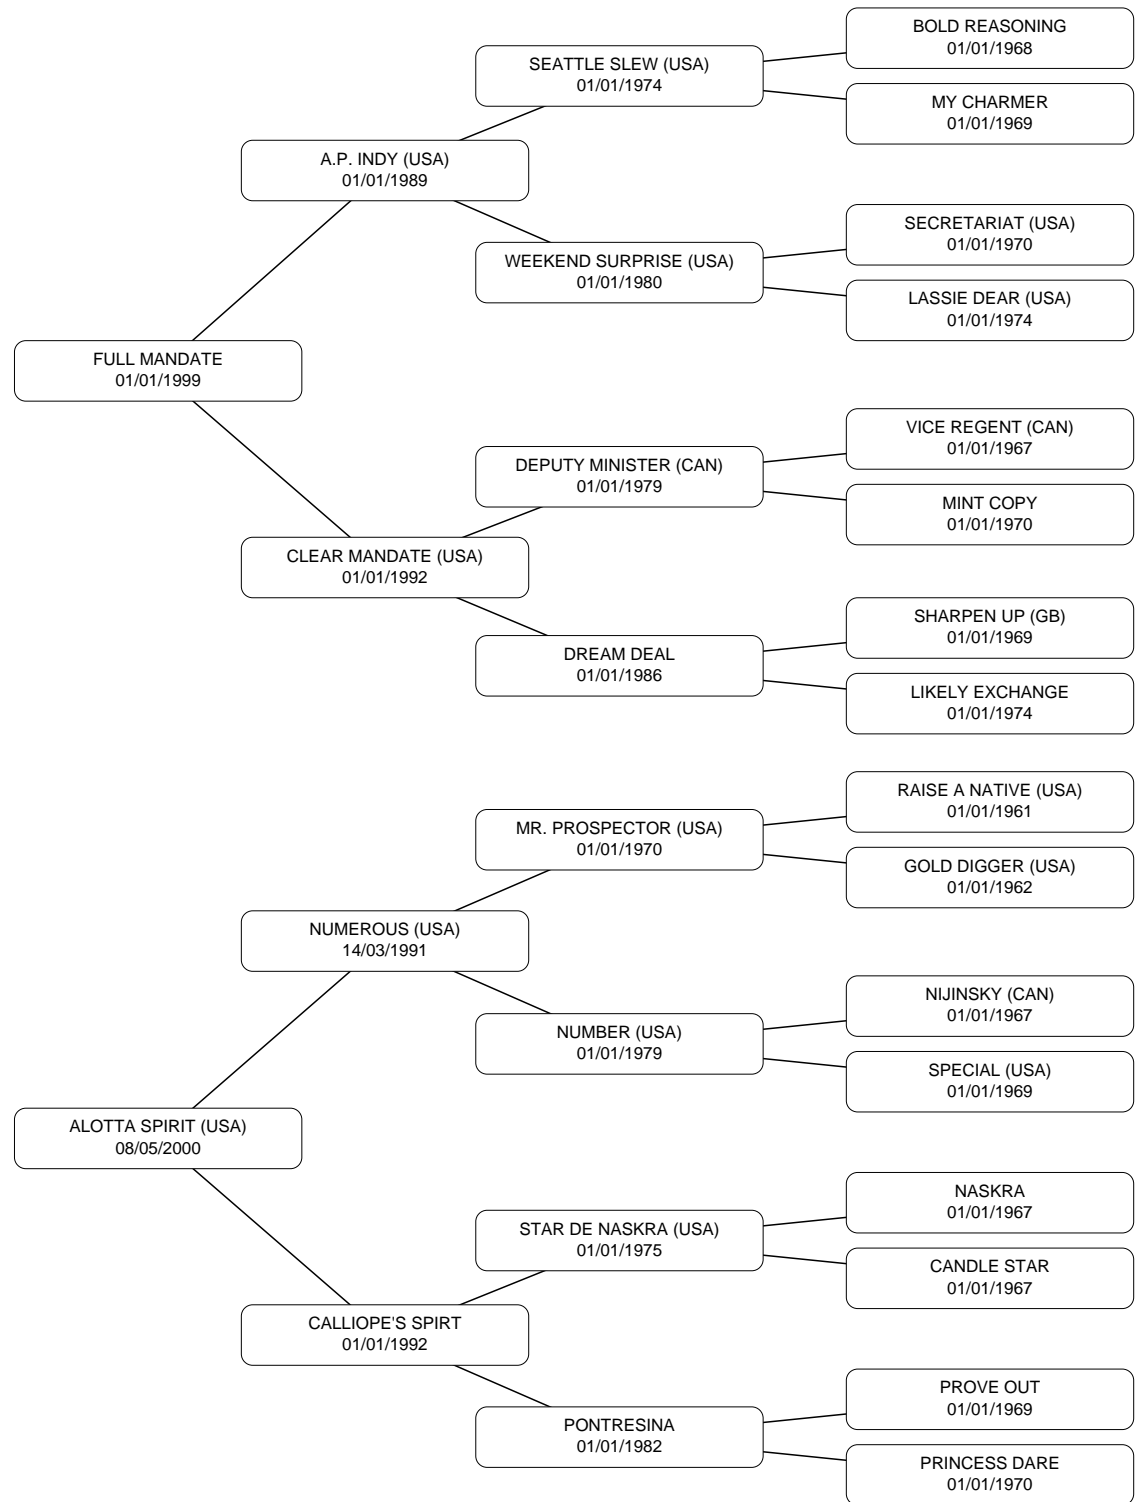 BOLD REASONING
01/01/1968
SEATTLE SLEW (USA)
01/01/1974
MY CHARMER
01/01/1969
A.P. INDY (USA)
01/01/1989
SECRETARIAT (USA)
01/01/1970
WEEKEND SURPRISE (USA)
01/01/1980
LASSIE DEAR (USA)
01/01/1974
FULL MANDATE
01/01/1999
VICE REGENT (CAN)
01/01/1967
DEPUTY MINISTER (CAN)
01/01/1979
MINT COPY
01/01/1970
CLEAR MANDATE (USA)
01/01/1992
SHARPEN UP (GB)
01/01/1969
DREAM DEAL
01/01/1986
LIKELY EXCHANGE
01/01/1974
RAISE A NATIVE (USA)
01/01/1961
MR. PROSPECTOR (USA)
01/01/1970
GOLD DIGGER (USA)
01/01/1962
NUMEROUS (USA)
14/03/1991
NIJINSKY (CAN)
01/01/1967
NUMBER (USA)
01/01/1979
SPECIAL (USA)
01/01/1969
ALOTTA SPIRIT (USA)
08/05/2000
NASKRA
01/01/1967
STAR DE NASKRA (USA)
01/01/1975
CANDLE STAR
01/01/1967
CALLIOPE'S SPIRT
01/01/1992
PROVE OUT
01/01/1969
PONTRESINA
01/01/1982
PRINCESS DARE
01/01/1970